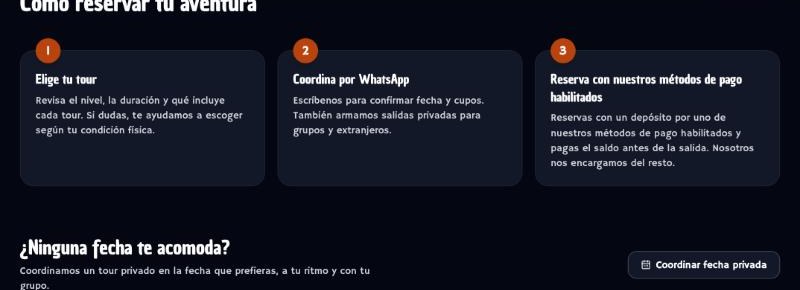 Cómo reservar tu aventura
1
Elige tu tour
Revisa el nivel, la duración y qué incluye
cada tour. Si dudas, te ayudamos a escoger
según tu condición física.
2
Coordina por WhatsApp
Escríbenos para confirmar fecha y cupos.
También armamos salidas privadas para
grupos y extranjeros.
3
Reserva con nuestros métodos de pago
habilitados
Reservas con un depósito por uno de
nuestros métodos de pago habilitados y
pagas el saldo antes de la salida. Nosotros
nos encargamos del resto.
¿Ninguna fecha te acomoda?
Coordinamos un tour privado en la fecha que prefieras, a tu ritmo y con tu
grupo.
Coordinar fecha privada